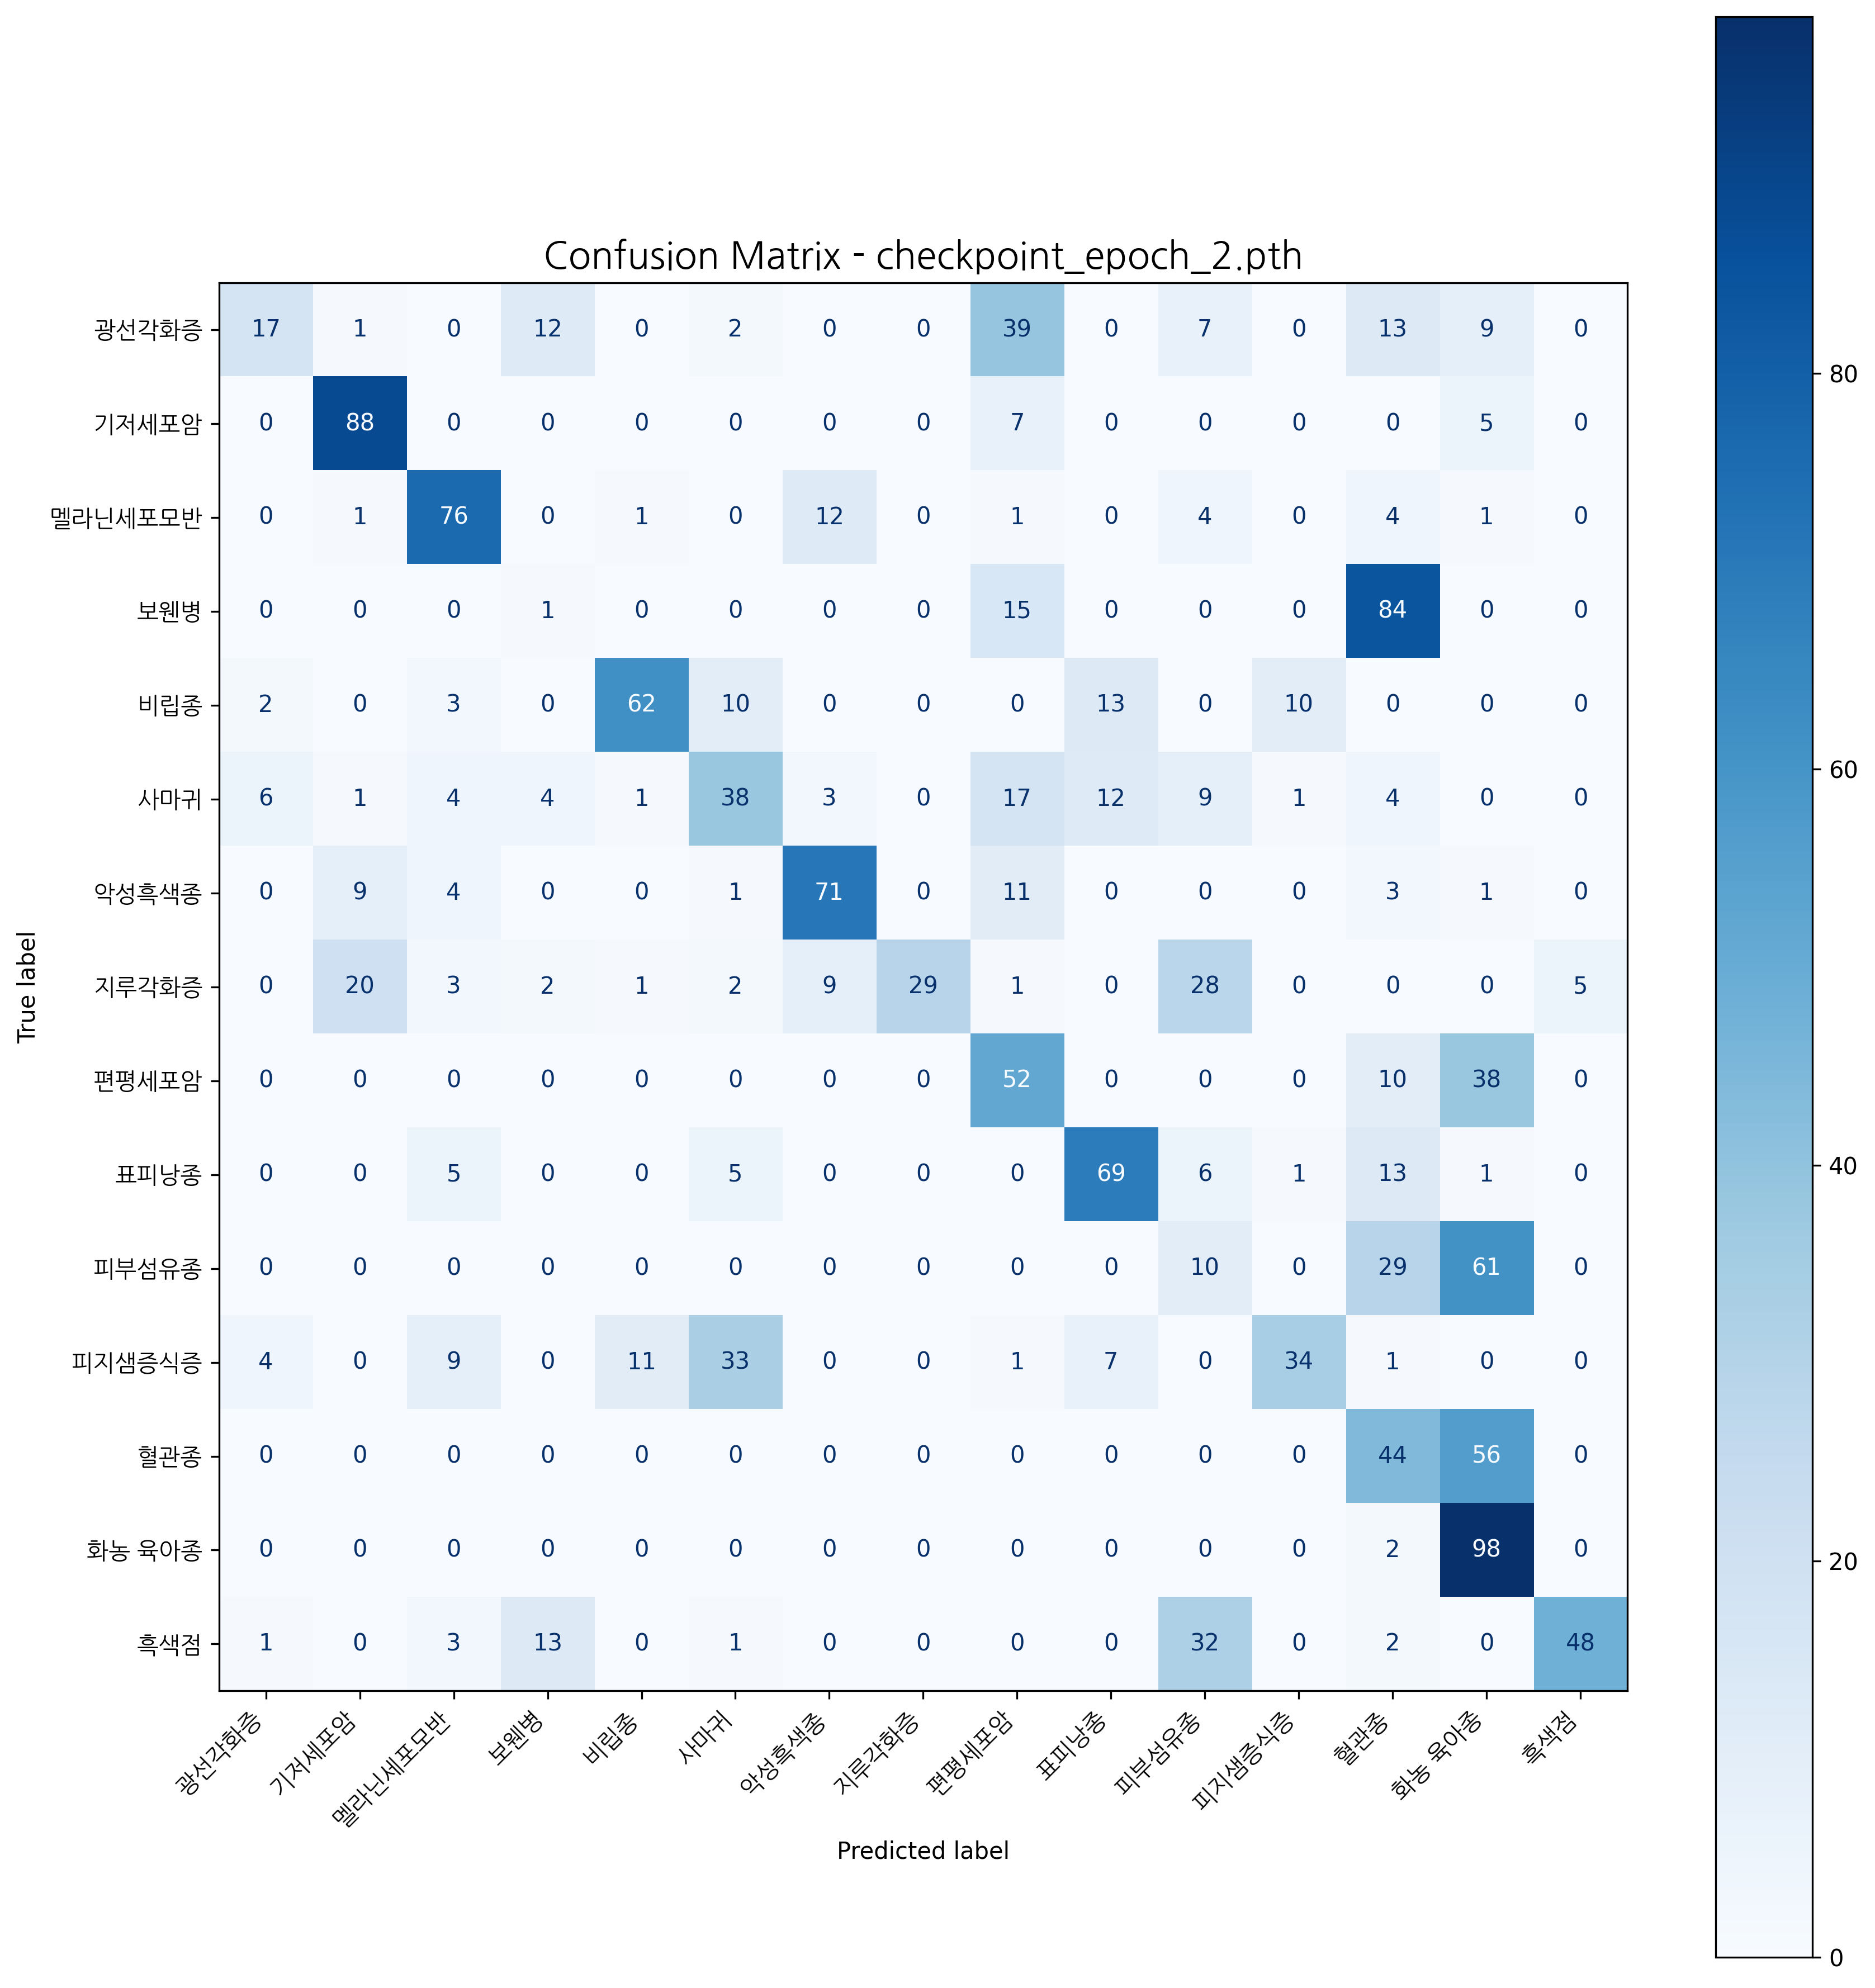 Confusion Matrix - checkpoint_epoch_2.pth
True label
광선각화증 17 1 0 12 0 2 0 0 39 0 7 0 13 9 0
기저세포암 0 88 0 0 0 0 0 0 7 0 0 0 0 5 0
멜라닌세포모반 0 1 76 0 1 0 12 0 1 0 4 0 4 1 0
보웬병 0 0 0 1 0 0 0 0 15 0 0 0 84 0 0
비립종 2 0 3 0 62 10 0 0 0 13 0 10 0 0 0
사마귀 6 1 4 4 1 38 3 0 17 12 9 1 4 0 0
악성흑색종 0 9 4 0 0 1 71 0 11 0 0 0 3 1 0
지루각화증 0 20 3 2 1 2 9 29 1 0 28 0 0 0 5
편평세포암 0 0 0 0 0 0 0 0 52 0 0 0 10 38 0
표피낭종 0 0 5 0 0 5 0 0 0 69 6 1 13 1 0
피부섬유종 0 0 0 0 0 0 0 0 0 0 10 0 29 61 0
피지샘증식증 4 0 9 0 11 33 0 0 1 7 0 34 1 0 0
혈관종 0 0 0 0 0 0 0 0 0 0 0 0 44 56 0
화농 육아종 0 0 0 0 0 0 0 0 0 0 0 0 2 98 0
흑색점 1 0 3 13 0 1 0 0 0 0 32 0 2 0 48
광선각화증 기저세포암 멜라닌세포모반 보웬병 비립종 사마귀 악성흑색종 지루각화증 편평세포암 표피낭종 피부섬유종 피지샘증식증 혈관종 화농 육아종 흑색점
Predicted label
80
60
40
20
0